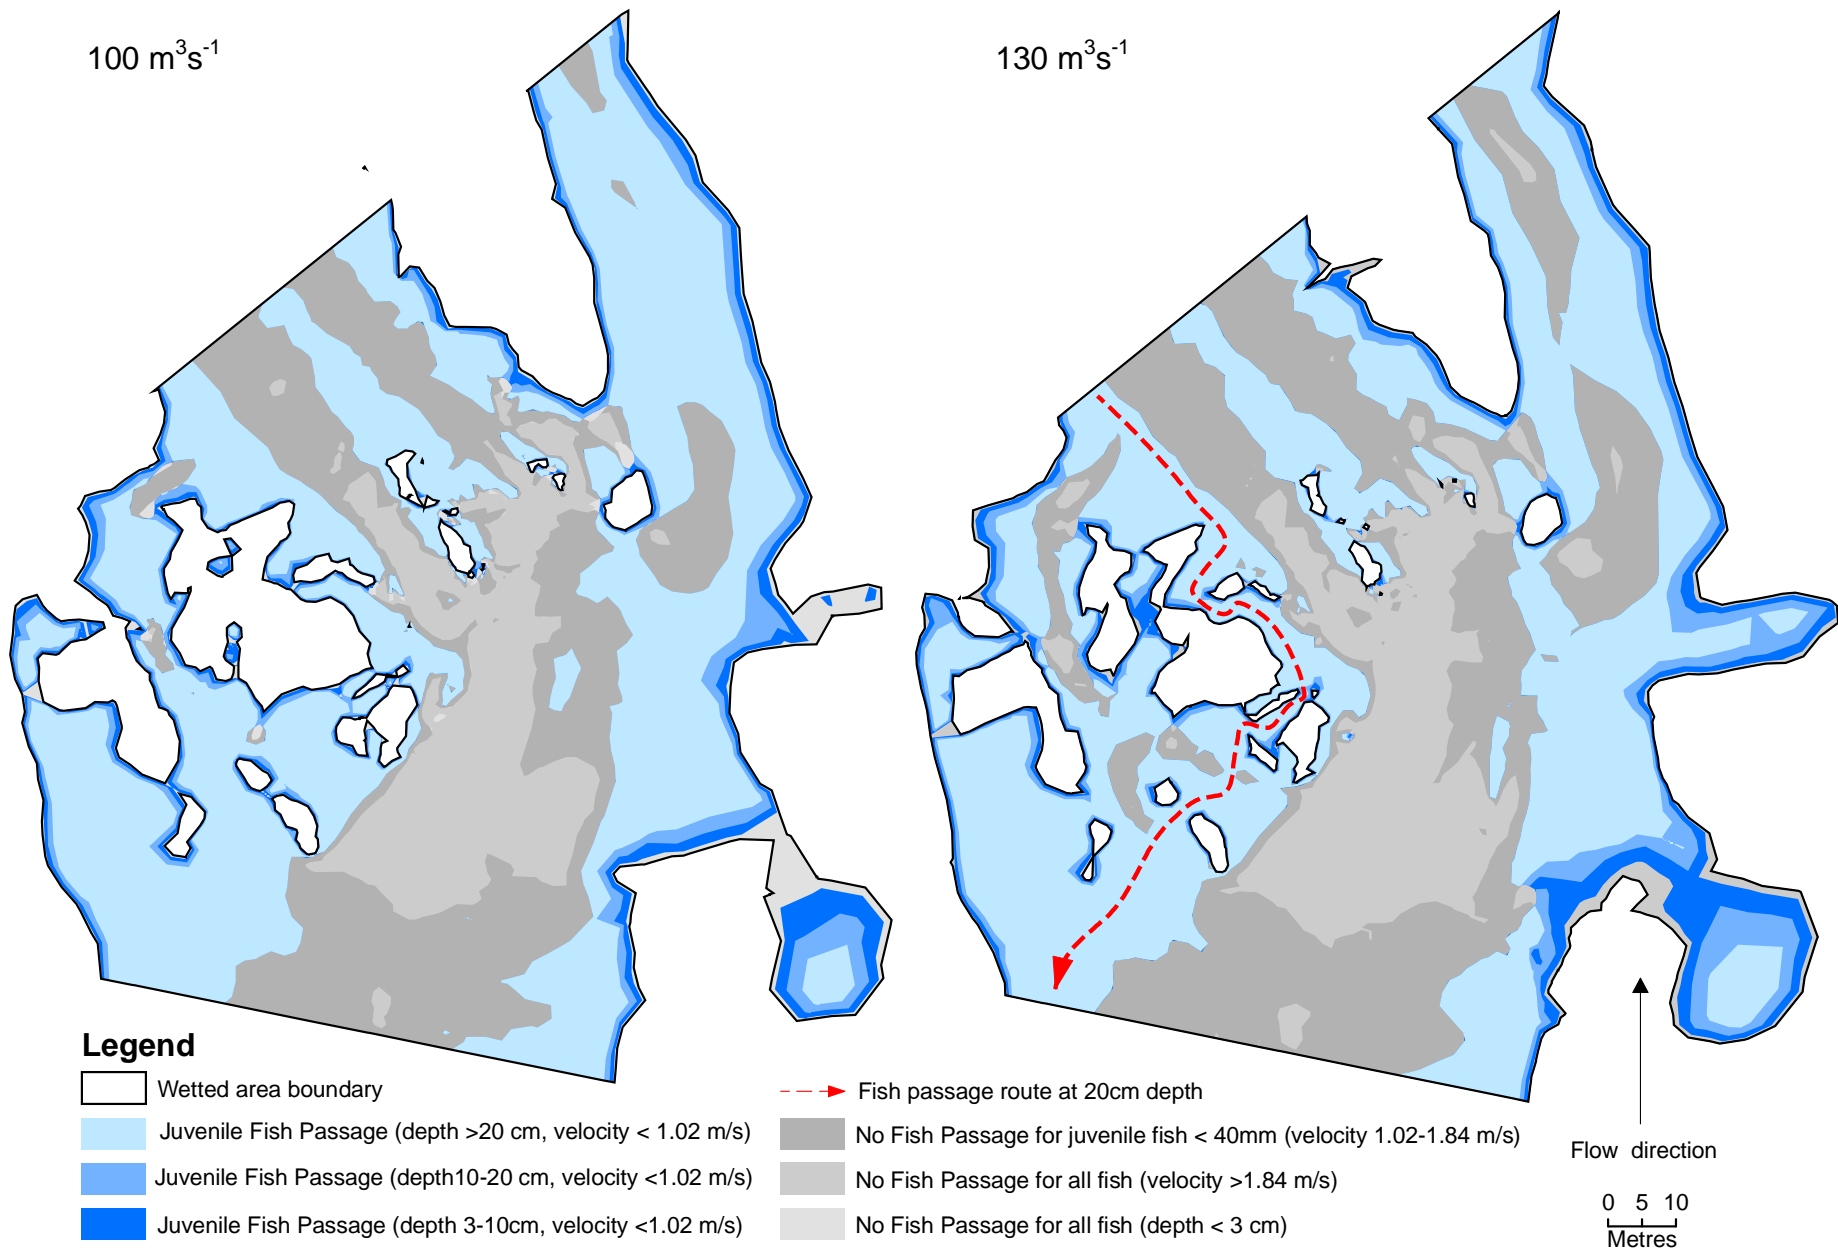 100 m³s⁻¹
130 m³s⁻¹
Legend
Wetted area boundary
Juvenile Fish Passage (depth >20 cm, velocity < 1.02 m/s)
Juvenile Fish Passage (depth10-20 cm, velocity <1.02 m/s)
Juvenile Fish Passage (depth 3-10cm, velocity <1.02 m/s)
Fish passage route at 20cm depth
No Fish Passage for juvenile fish < 40mm (velocity 1.02-1.84 m/s)
No Fish Passage for all fish (velocity >1.84 m/s)
No Fish Passage for all fish (depth < 3 cm)
Flow direction
0 5 10
Metres